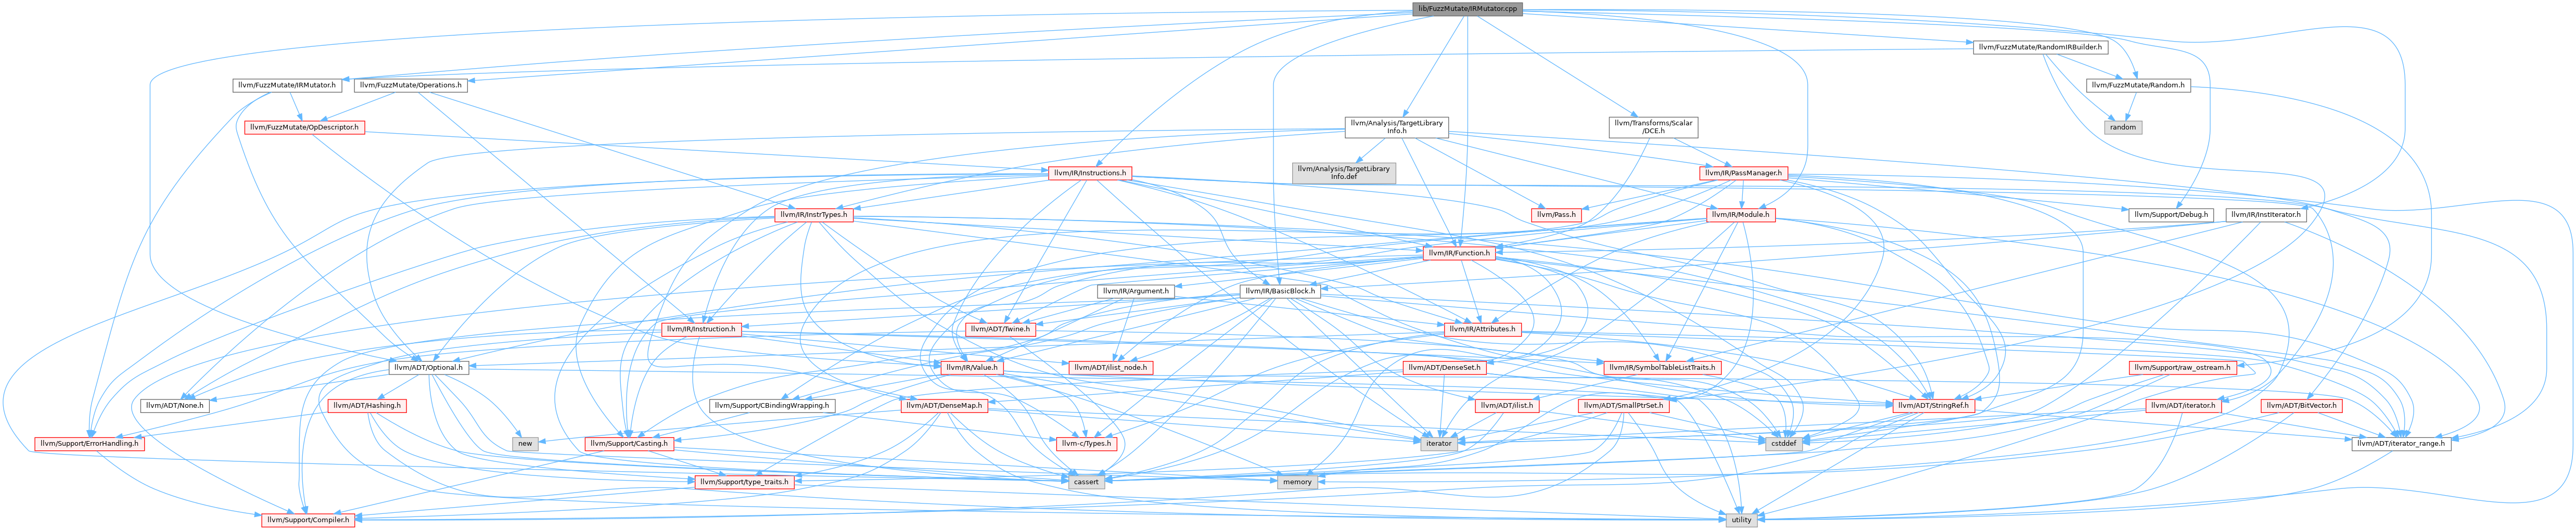 lib/FuzzMutate/IRMutator.cpp
llvm/FuzzMutate/RandomIRBuilder.h
llvm/FuzzMutate/IRMutator.h
llvm/FuzzMutate/Operations.h
llvm/FuzzMutate/Random.h
llvm/FuzzMutate/OpDescriptor.h
llvm/Analysis/TargetLibrary
Info.h
llvm/Transforms/Scalar
/DCE.h
random
llvm/IR/Instructions.h
llvm/Analysis/TargetLibrary
Info.def
llvm/IR/PassManager.h
llvm/IR/InstrTypes.h
llvm/Pass.h
llvm/IR/Module.h
llvm/Support/Debug.h
llvm/IR/InstIterator.h
llvm/IR/Function.h
llvm/IR/Argument.h
llvm/IR/BasicBlock.h
llvm/IR/Instruction.h
llvm/ADT/Twine.h
llvm/IR/Attributes.h
llvm/ADT/Optional.h
llvm/ADT/ilist_node.h
llvm/IR/Value.h
llvm/ADT/DenseSet.h
llvm/IR/SymbolTableListTraits.h
llvm/Support/raw_ostream.h
llvm/ADT/None.h
llvm/ADT/Hashing.h
llvm/Support/CBindingWrapping.h
llvm/ADT/DenseMap.h
llvm/ADT/ilist.h
llvm/ADT/SmallPtrSet.h
llvm/ADT/StringRef.h
llvm/ADT/iterator.h
llvm/ADT/BitVector.h
llvm/Support/ErrorHandling.h
new
llvm/Support/Casting.h
llvm-c/Types.h
iterator
cstddef
llvm/ADT/iterator_range.h
llvm/Support/type_traits.h
cassert
memory
llvm/Support/Compiler.h
utility